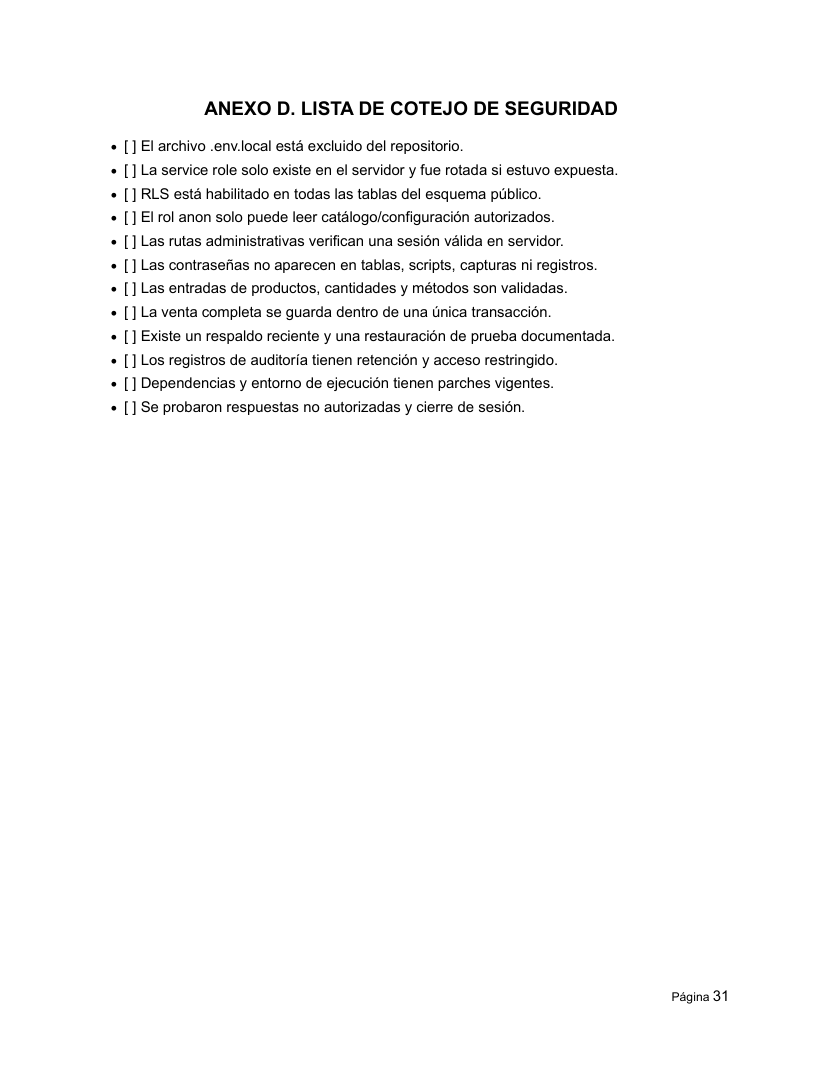 ANEXO D. LISTA DE COTEJO DE SEGURIDAD
• [ ] El archivo .env.local está excluido del repositorio.
• [ ] La service role solo existe en el servidor y fue rotada si estuvo expuesta.
• [ ] RLS está habilitado en todas las tablas del esquema público.
• [ ] El rol anon solo puede leer catálogo/configuración autorizados.
• [ ] Las rutas administrativas verifican una sesión válida en servidor.
• [ ] Las contraseñas no aparecen en tablas, scripts, capturas ni registros.
• [ ] Las entradas de productos, cantidades y métodos son validadas.
• [ ] La venta completa se guarda dentro de una única transacción.
• [ ] Existe un respaldo reciente y una restauración de prueba documentada.
• [ ] Los registros de auditoría tienen retención y acceso restringido.
• [ ] Dependencias y entorno de ejecución tienen parches vigentes.
• [ ] Se probaron respuestas no autorizadas y cierre de sesión.
Página 31